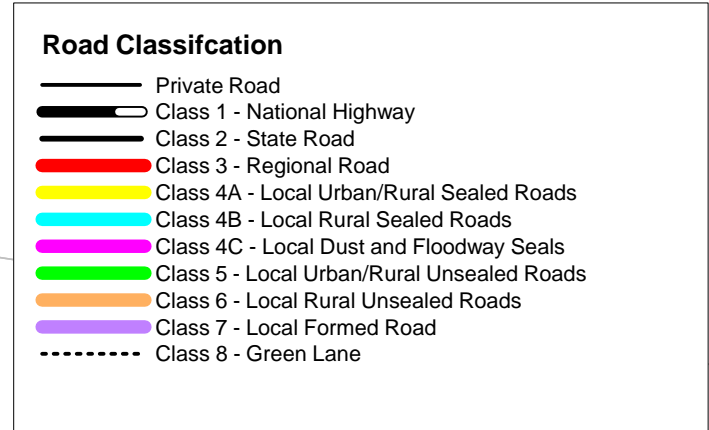 Road Classifcation
Private Road
Class 1 - National Highway
Class 2 - State Road
Class 3 - Regional Road
Class 4A - Local Urban/Rural Sealed Roads
Class 4B - Local Rural Sealed Roads
Class 4C - Local Dust and Floodway Seals
Class 5 - Local Urban/Rural Unsealed Roads
Class 6 - Local Rural Unsealed Roads
Class 7 - Local Formed Road
Class 8 - Green Lane